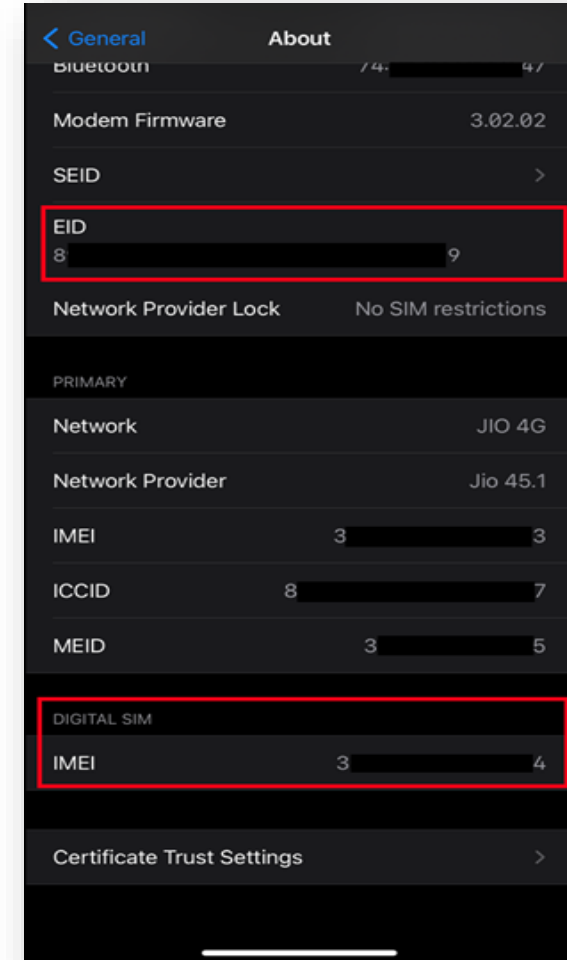 General
About
Bluetooth 74: 47
Modem Firmware 3.02.02
SEID
EID
8 9
Network Provider Lock No SIM restrictions
PRIMARY
Network JIO 4G
Network Provider Jio 45.1
IMEI 3 3
ICCID 8 7
MEID 3 5
DIGITAL SIM
IMEI 3 4
Certificate Trust Settings